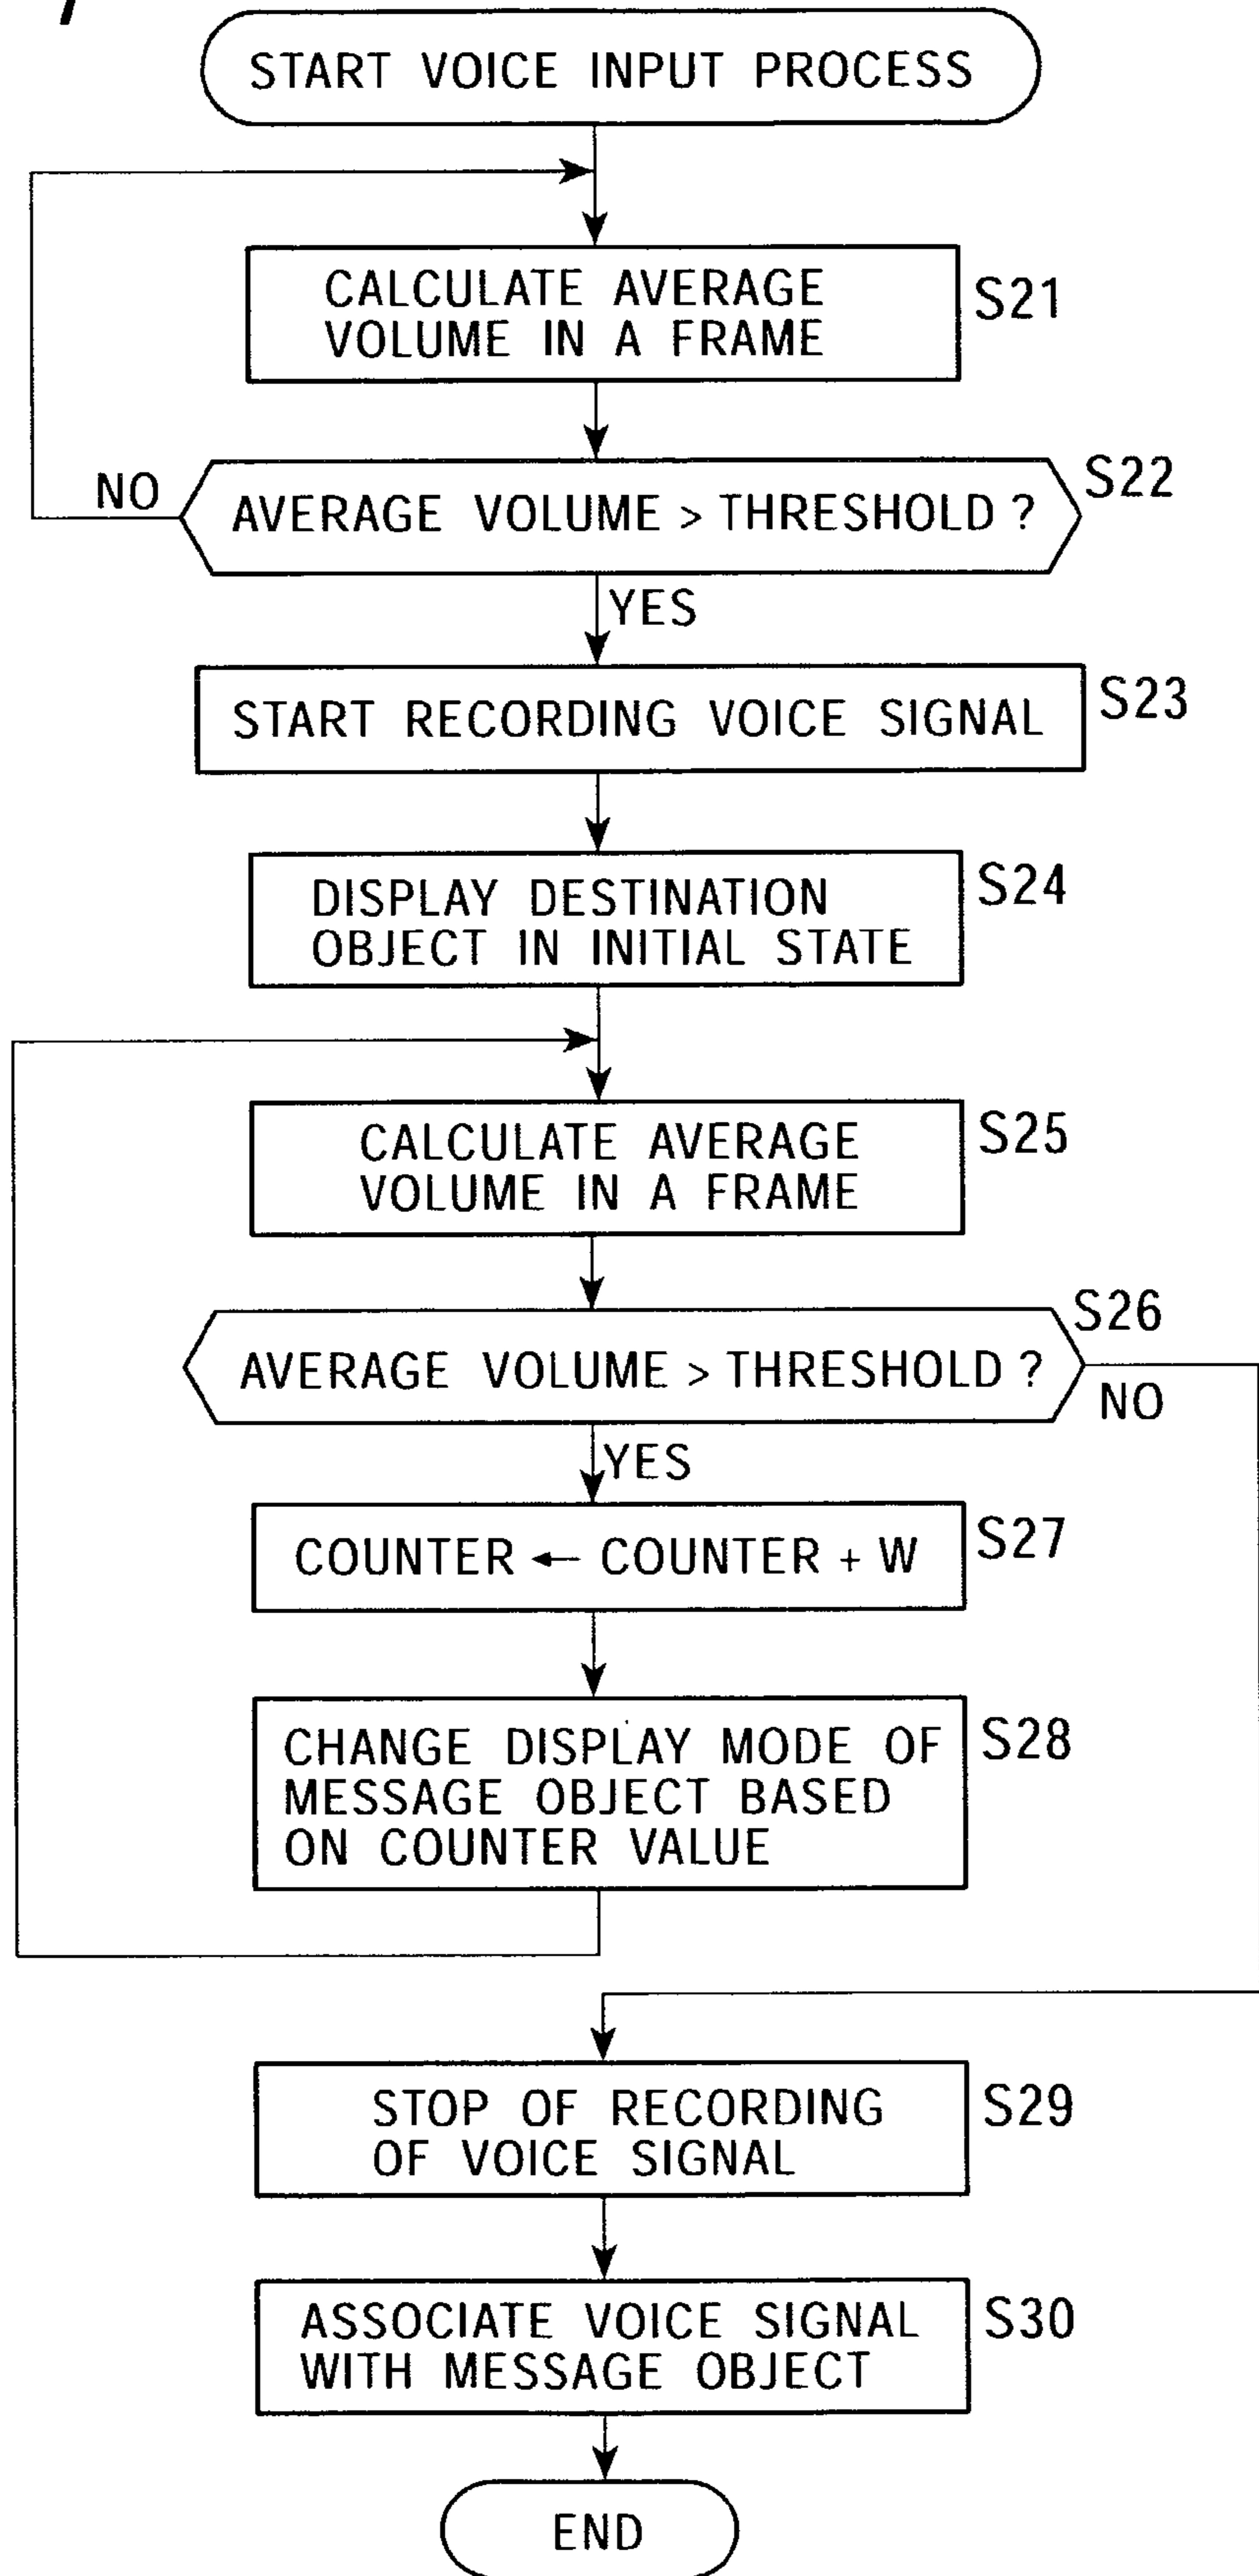 START VOICE INPUT PROCESS
CALCULATE AVERAGE
VOLUME IN A FRAME
S21
NO
AVERAGE VOLUME > THRESHOLD ?
S22
YES
START RECORDING VOICE SIGNAL
S23
DISPLAY DESTINATION
OBJECT IN INITIAL STATE
S24
CALCULATE AVERAGE
VOLUME IN A FRAME
S25
AVERAGE VOLUME > THRESHOLD ?
S26
NO
YES
COUNTER ← COUNTER + W
S27
CHANGE DISPLAY MODE OF
MESSAGE OBJECT BASED
ON COUNTER VALUE
S28
STOP OF RECORDING
OF VOICE SIGNAL
S29
ASSOCIATE VOICE SIGNAL
WITH MESSAGE OBJECT
S30
END